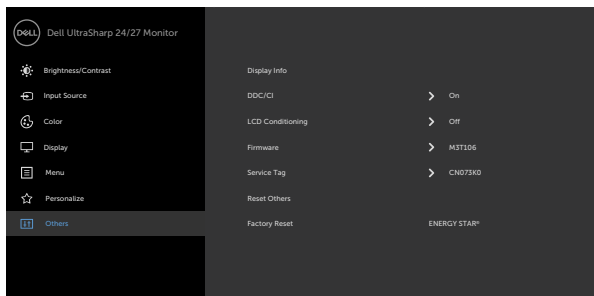 DELL Dell UltraSharp 24/27 Monitor
Brightness/Contrast
Display Info
Input Source
DDC/CI
On
Color
LCD Conditioning
Off
Display
Firmware
M3T106
Menu
Service Tag
CN073K0
Personalize
Reset Others
Others
Factory Reset
ENERGY STAR®